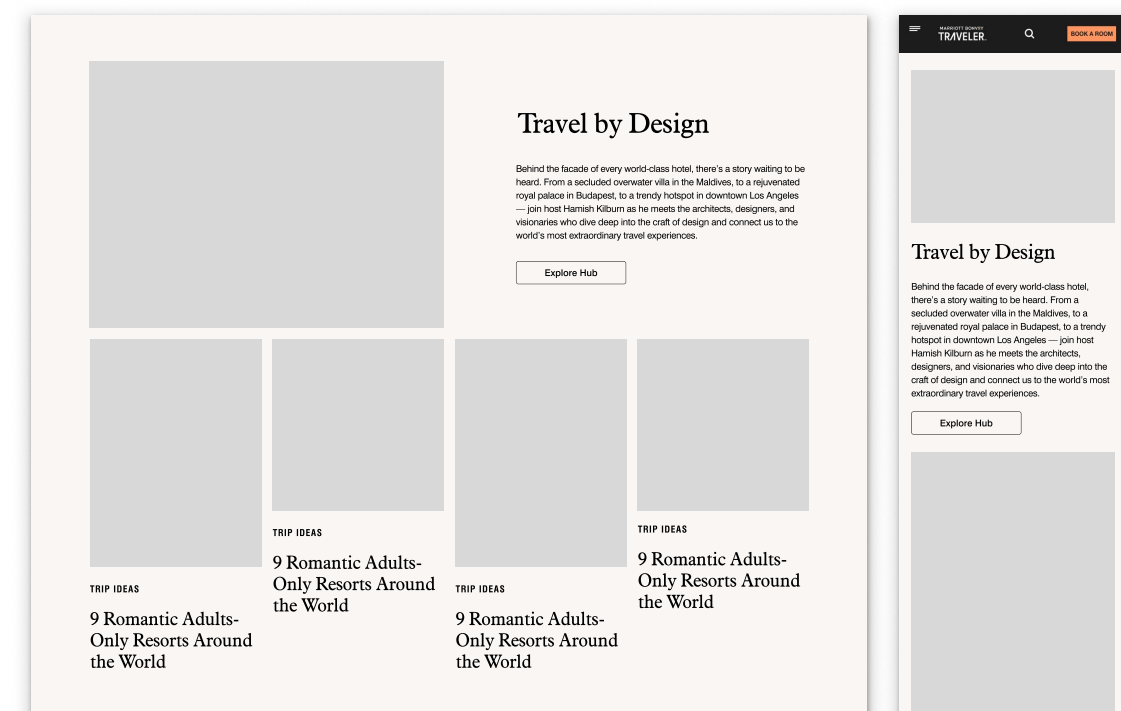 Travel by Design
Behind the facade of every world-class hotel, there's a story waiting to be
heard. From a secluded overwater villa in the Maldives, to a rejuvenated
royal palace in Budapest, to a trendy hotspot in downtown Los Angeles
— join host Hamish Kilburn as he meets the architects, designers, and
visionaries who dive deep into the craft of design and connect us to the
world's most extraordinary travel experiences.
Explore Hub
TRIP IDEAS
9 Romantic Adults-
Only Resorts Around
the World
TRIP IDEAS
9 Romantic Adults-
Only Resorts Around
the World
TRIP IDEAS
9 Romantic Adults-
Only Resorts Around
the World
TRIP IDEAS
9 Romantic Adults-
Only Resorts Around
the World
MARRIOTT BONVOY
TRAVELER
BOOK A ROOM
Travel by Design
Behind the facade of every world-class hotel,
there's a story waiting to be heard. From a
secluded overwater villa in the Maldives, to a
rejuvenated royal palace in Budapest, to a trendy
hotspot in downtown Los Angeles — join host
Hamish Kilburn as he meets the architects,
designers, and visionaries who dive deep into the
craft of design and connect us to the world's most
extraordinary travel experiences.
Explore Hub